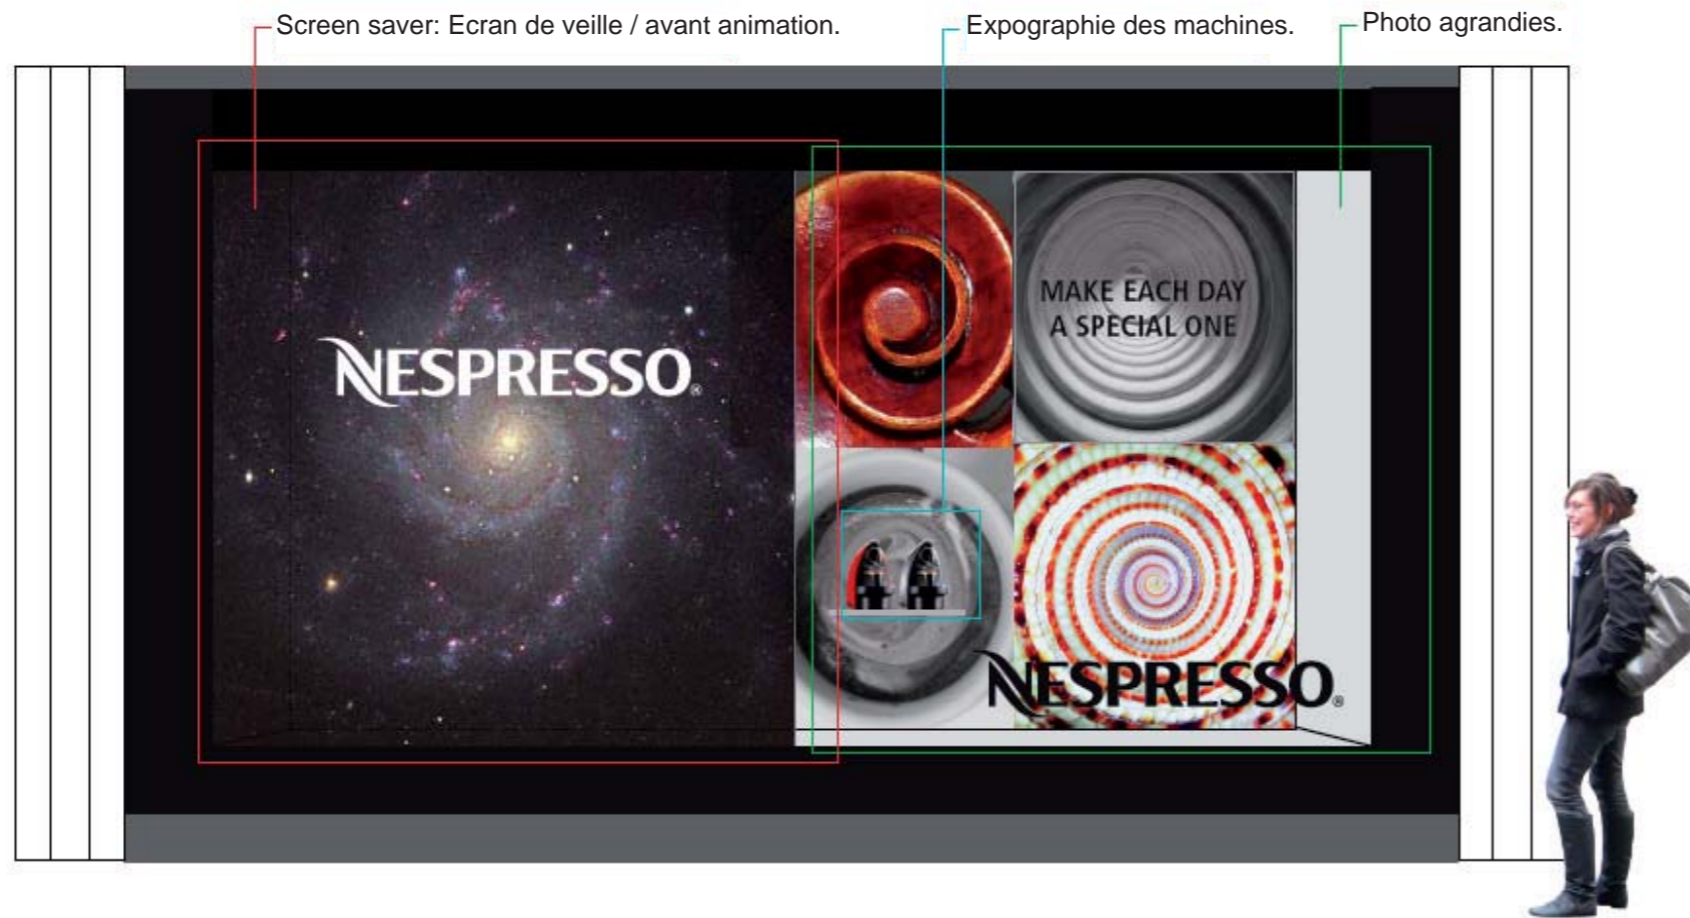 Screen saver: Ecran de veille / avant animation.
Expographie des machines.
Photo agrandies.
NESPRESSO®
MAKE EACH DAY
A SPECIAL ONE
NESPRESSO®